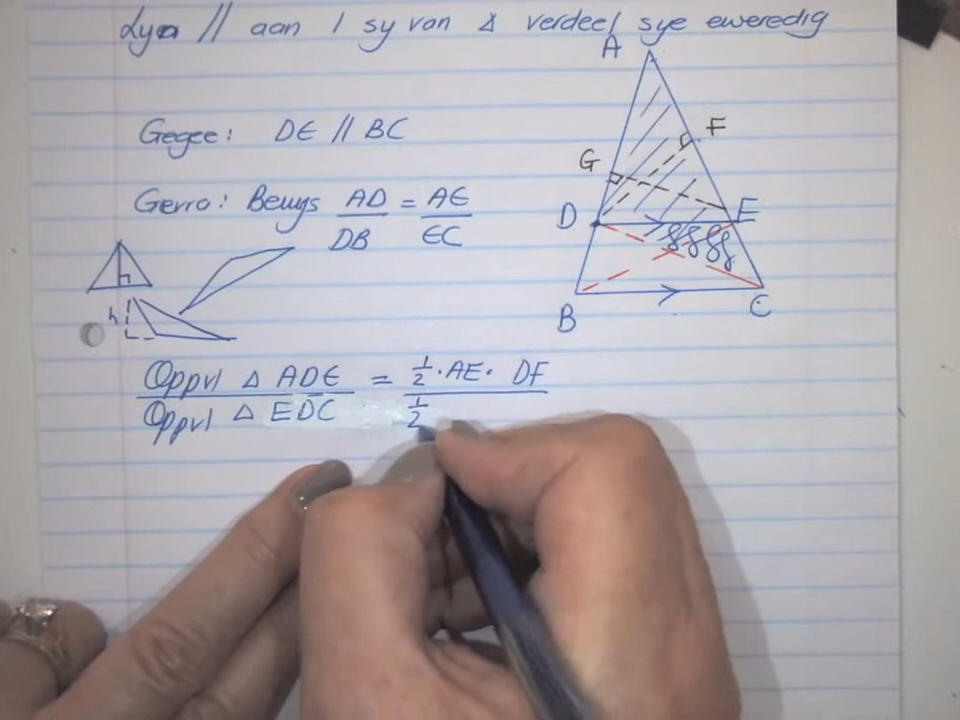 Lyn // aan 1 sy van Δ verdeel sye eweredig
Gegee: DE // BC
Gevra: Bewys AD/DB = AE/EC
h
Oppvl Δ ADE / Oppvl Δ EDC = ½ · AE · DF / ½
A
F
G
D
E
B
C